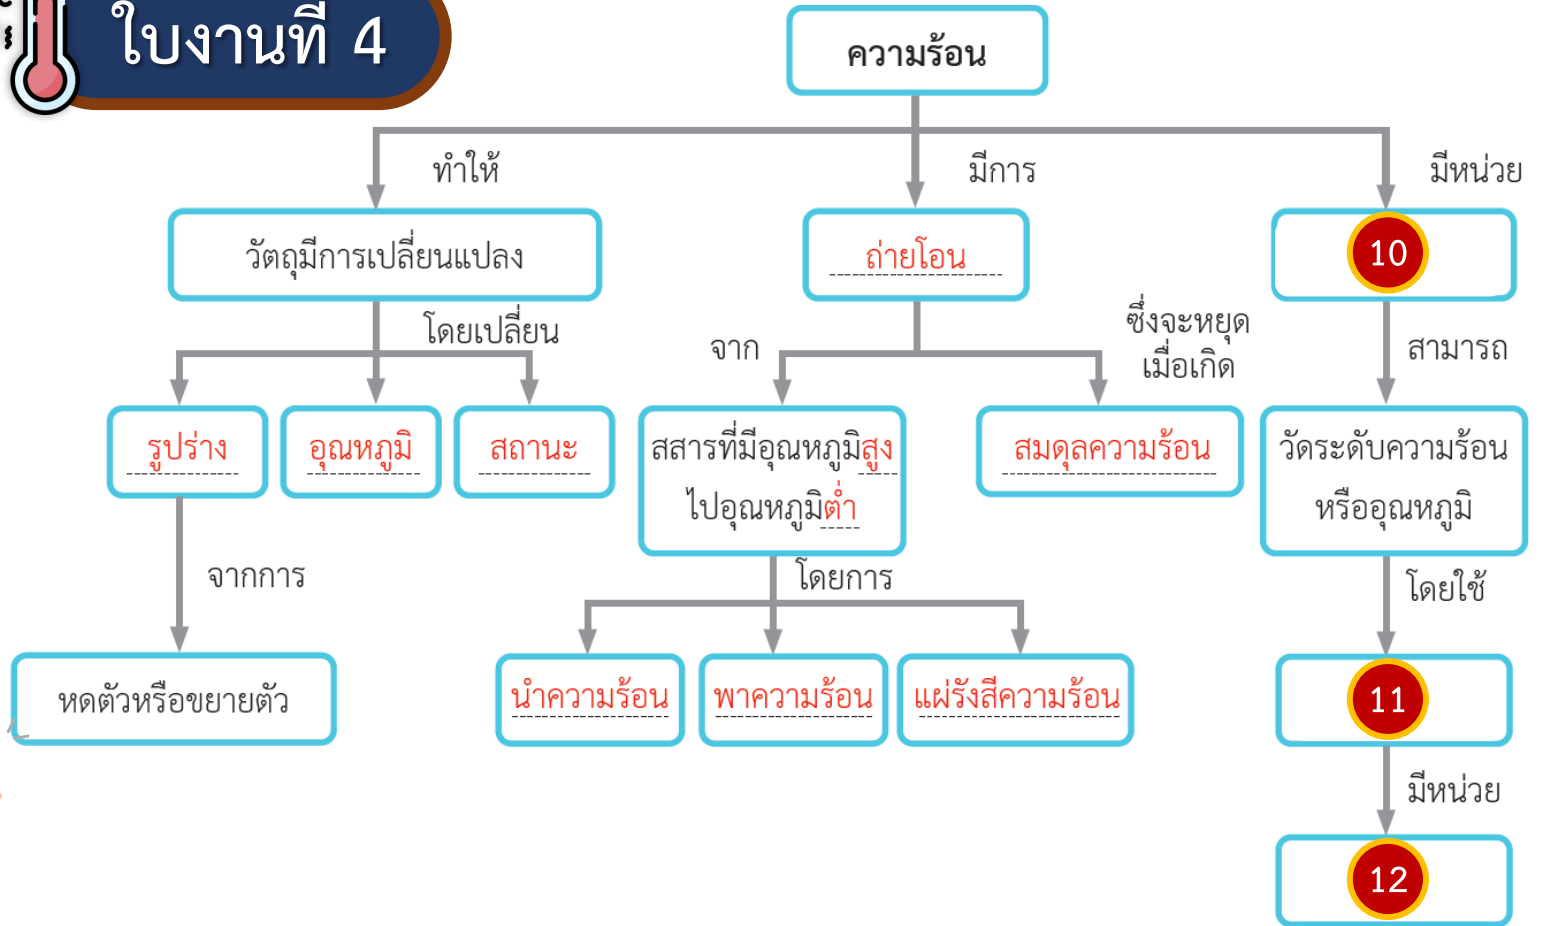 ใบงานที่ 4
ความร้อน
ทำให้
มีการ
มีหน่วย
วัตถุมีการเปลี่ยนแปลง
ถ่ายโอน
10
โดยเปลี่ยน
จาก
ซึ่งจะหยุด
เมื่อเกิด
สามารถ
รูปร่าง
อุณหภูมิ
สถานะ
สสารที่มีอุณหภูมิสูง
ไปอุณหภูมิต่ำ
สมดุลความร้อน
วัดระดับความร้อน
หรืออุณหภูมิ
จากการ
โดยการ
โดยใช้
หดตัวหรือขยายตัว
นำความร้อน
พาความร้อน
แผ่รังสีความร้อน
11
มีหน่วย
12